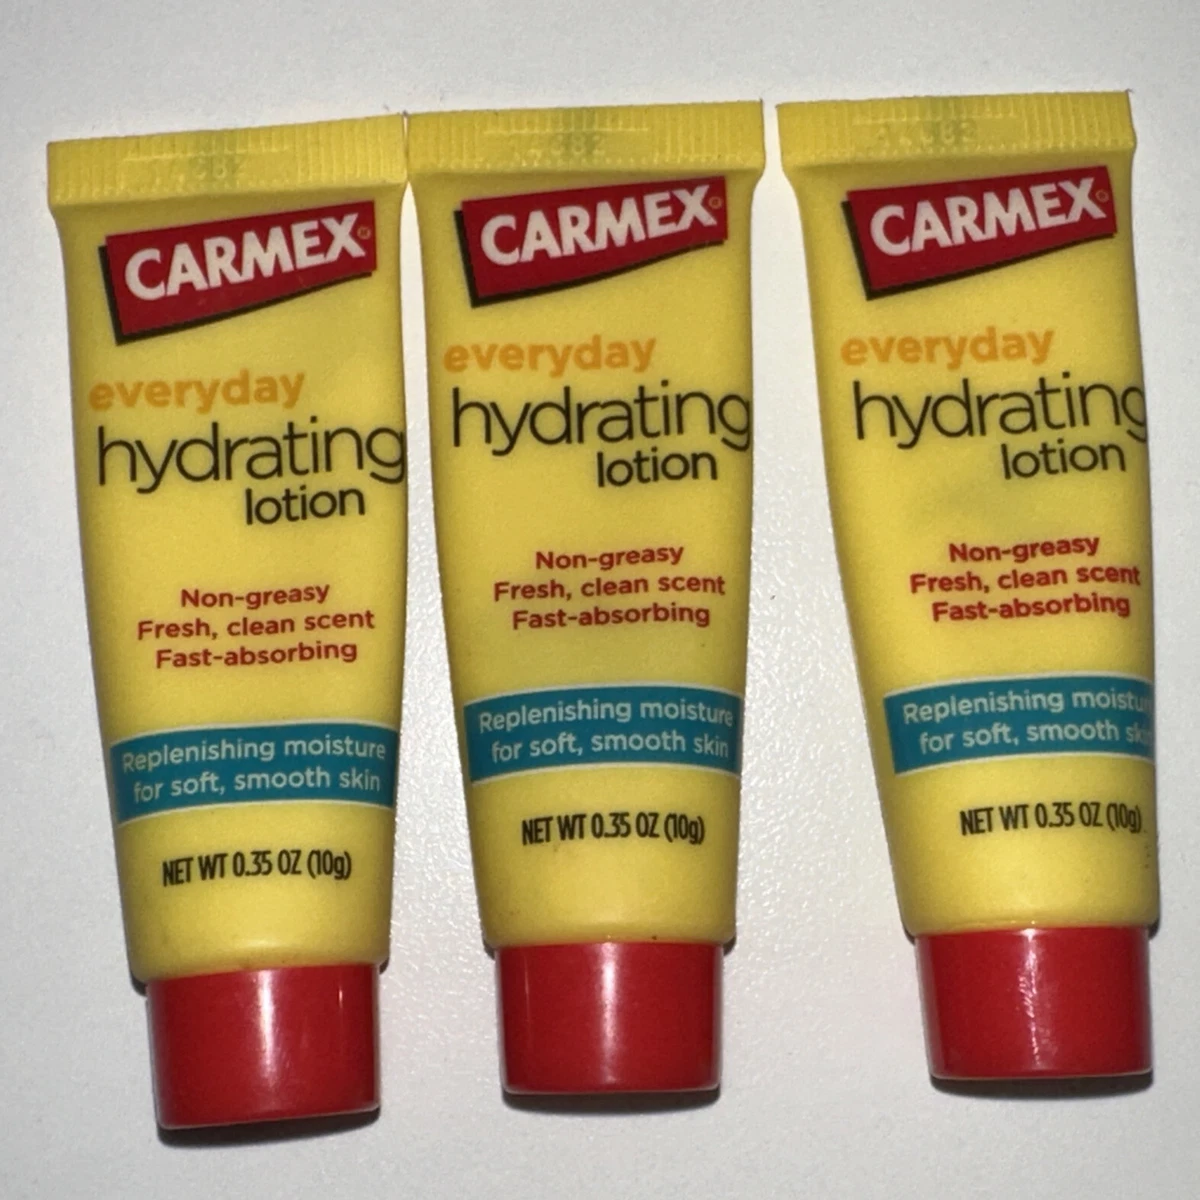 CARMEX®
everyday
hydrating
lotion
Non-greasy
Fresh, clean scent
Fast-absorbing
Replenishing moisture
for soft, smooth skin
NET WT 0.35 OZ (10g)
CARMEX®
everyday
hydrating
lotion
Non-greasy
Fresh, clean scent
Fast-absorbing
Replenishing moisture
for soft, smooth skin
NET WT 0.35 OZ (10g)
CARMEX®
everyday
hydrating
lotion
Non-greasy
Fresh, clean scent
Fast-absorbing
Replenishing moistu
for soft, smooth sk
NET WT 0.35 OZ (10g)